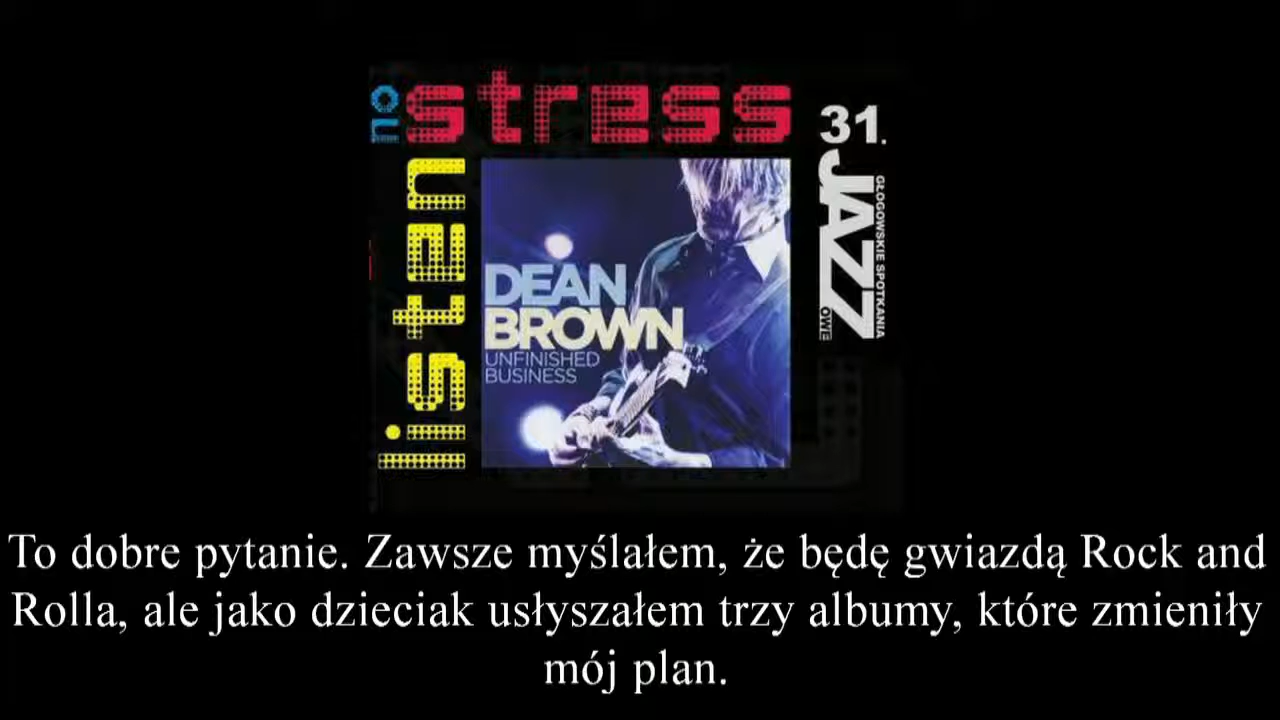 no
stress
listen
DEAN
BROWN
UNFINISHED
BUSINESS
31.
JAZZ
OWE
GŁOGOWSKIE SPOTKANIA
To dobre pytanie. Zawsze myślałem, że będę gwiazdą Rock and
Rolla, ale jako dzieciak usłyszałem trzy albumy, które zmieniły
mój plan.